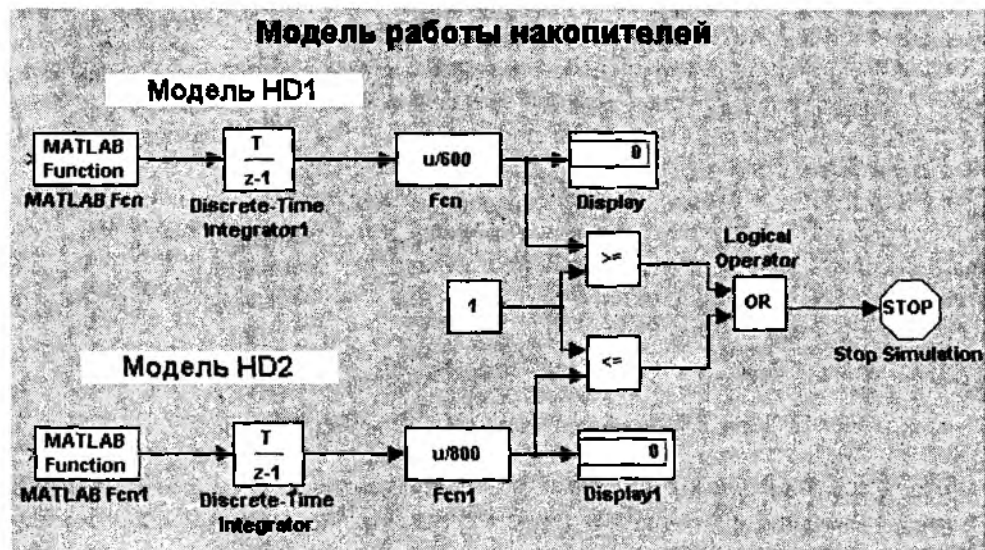 Модель работы накопителей
Модель HD1
MATLAB
Function
MATLAB Fcn
T
z-1
Discrete-Time
Integrator1
u/600
Fcn
0
Display
>=
Logical
Operator
1
OR
STOP
Stop Simulation
<=
Модель HD2
MATLAB
Function
MATLAB Fcn1
T
z-1
Discrete-Time
Integrator
u/800
Fcn1
0
Display1